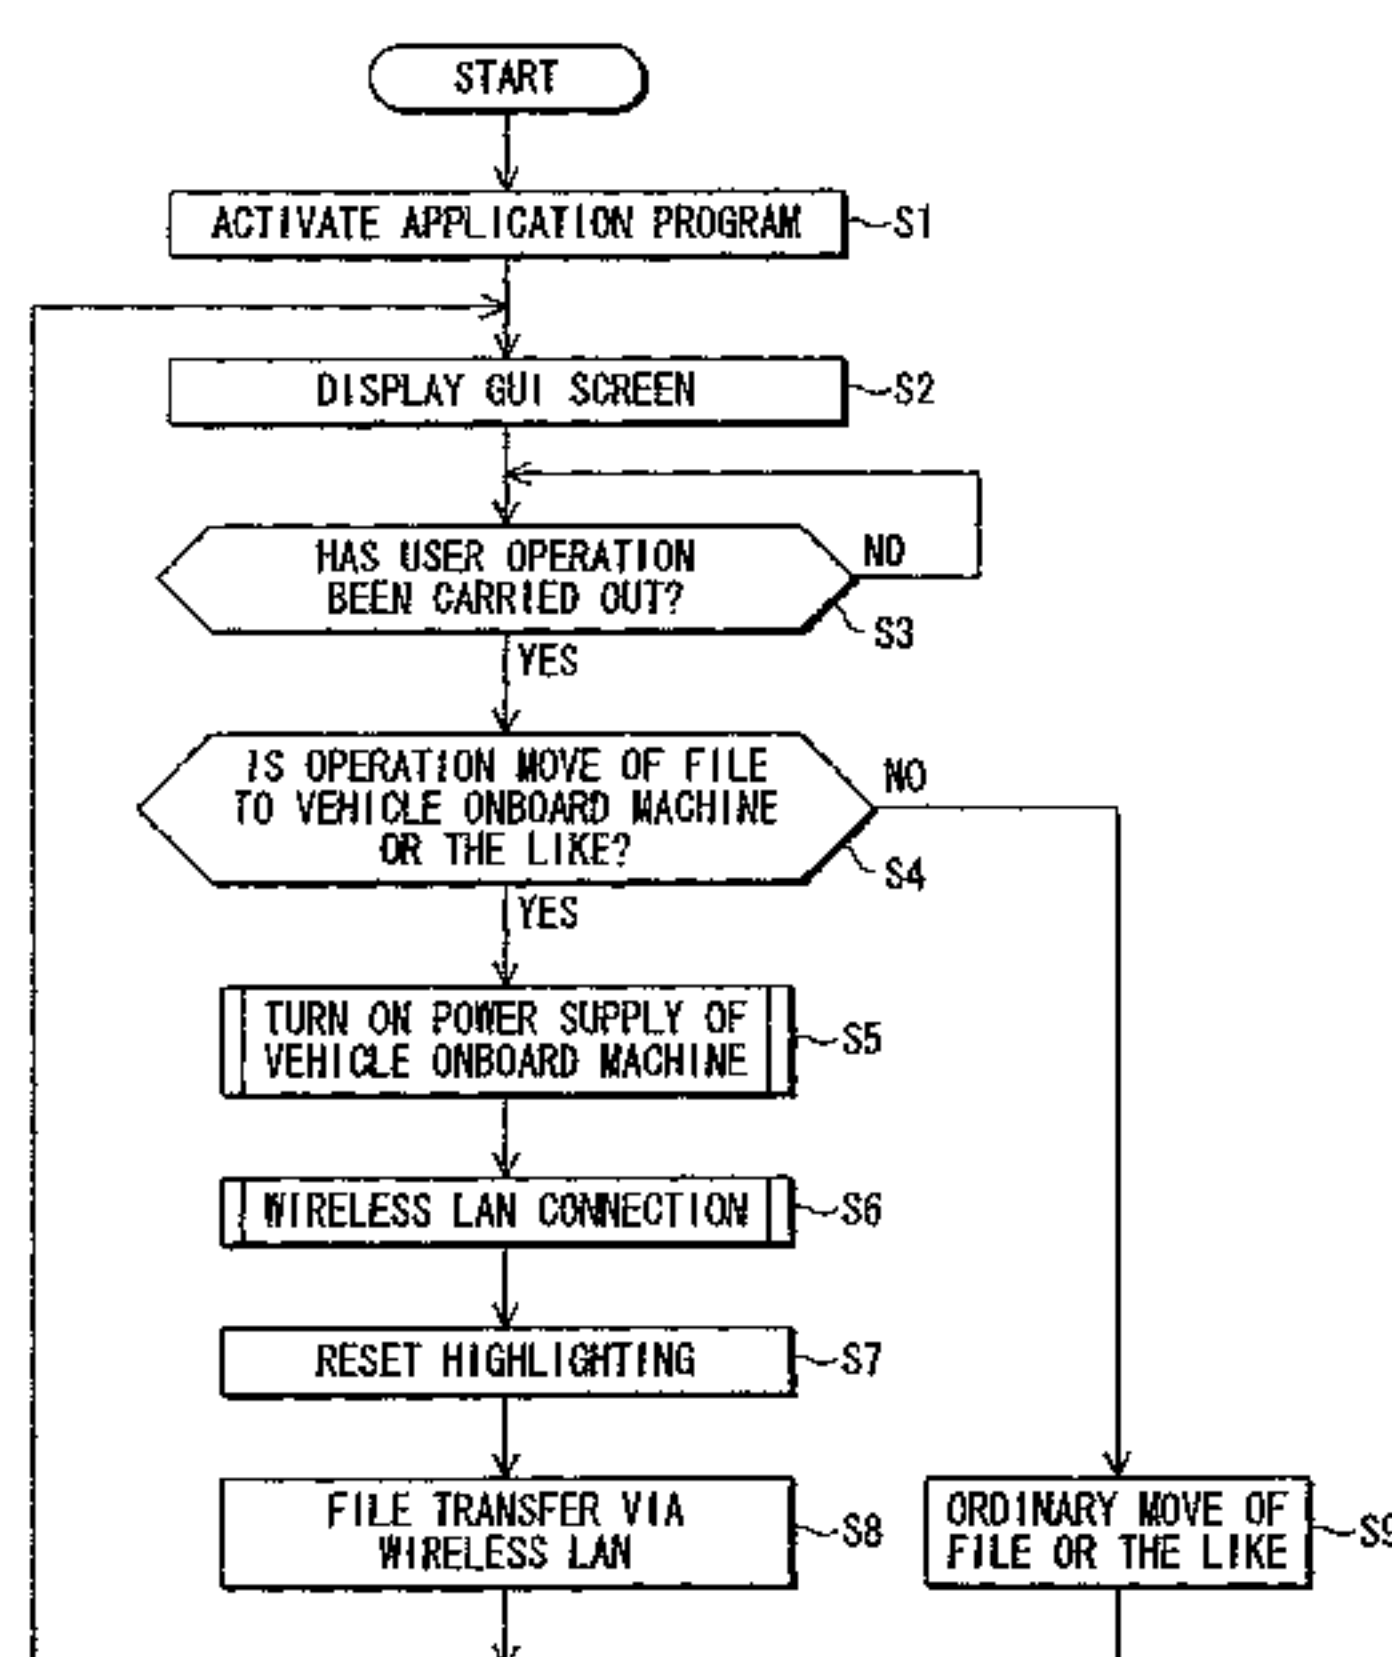 START
ACTIVATE APPLICATION PROGRAM
S1
DISPLAY GUI SCREEN
S2
HAS USER OPERATION
BEEN CARRIED OUT?
NO
S3
YES
IS OPERATION MOVE OF FILE
TO VEHICLE ONBOARD MACHINE
OR THE LIKE?
NO
S4
YES
TURN ON POWER SUPPLY OF
VEHICLE ONBOARD MACHINE
S5
WIRELESS LAN CONNECTION
S6
RESET HIGHLIGHTING
S7
FILE TRANSFER VIA
WIRELESS LAN
S8
ORDINARY MOVE OF
FILE OR THE LIKE
S9